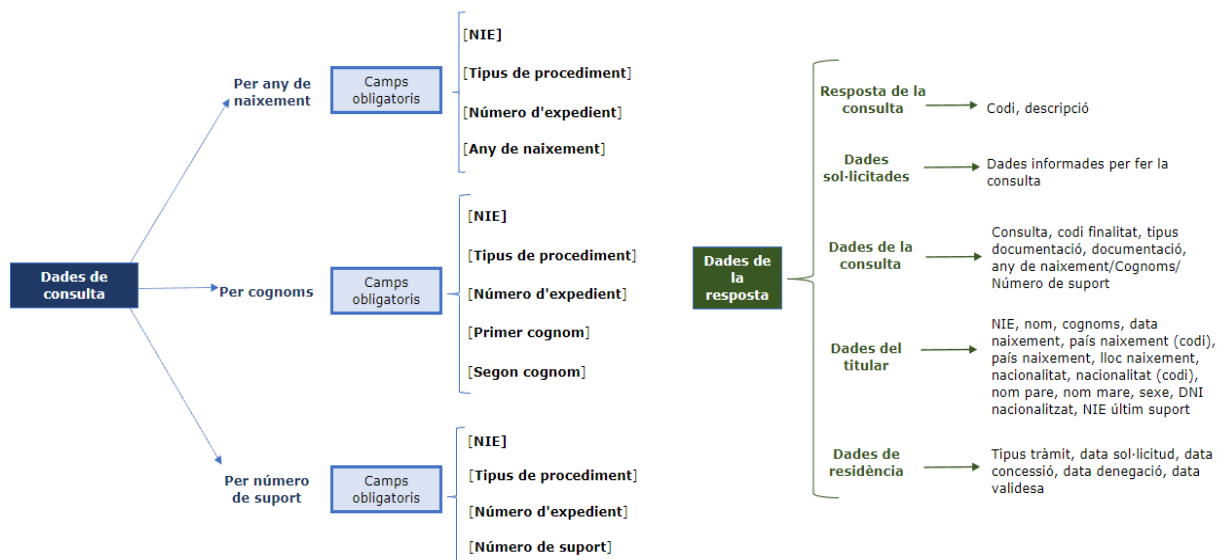 Dades de
consulta
Per any de
naixement
Camps
obligatoris
[NIE]
[Tipus de procediment]
[Número d'expedient]
[Any de naixement]
Per cognoms
Camps
obligatoris
[NIE]
[Tipus de procediment]
[Número d'expedient]
[Primer cognom]
[Segon cognom]
Per número
de suport
Camps
obligatoris
[NIE]
[Tipus de procediment]
[Número d'expedient]
[Número de suport]
Dades de
la
resposta
Resposta de la
consulta
Codi, descripció
Dades
sol·licitades
Dades informades per fer la
consulta
Dades de la
consulta
Consulta, codi finalitat, tipus
documentació, documentació,
any de naixement/Cognoms/
Número de suport
Dades del
titular
NIE, nom, cognoms, data
naixement, país naixement (codi),
país naixement, lloc naixement,
nacionalitat, nacionalitat (codi),
nom pare, nom mare, sexe, DNI
nacionalitzat, NIE últim suport
Dades de
residència
Tipus tràmit, data sol·licitud, data
concessió, data denegació, data
validesa